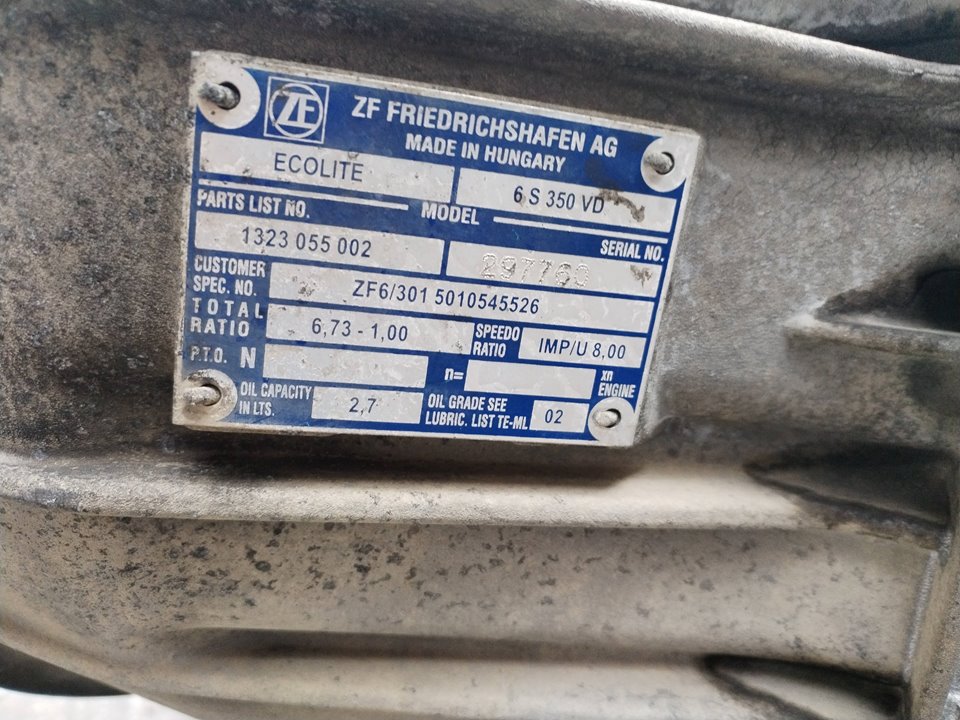 ZF
ZF FRIEDRICHSHAFEN AG
MADE IN HUNGARY
ECOLITE
6 S 350 VD
PARTS LIST NO.
MODEL
SERIAL NO.
1323 055 002
297760
CUSTOMER
SPEC. NO.
ZF6/301 5010545526
TOTAL
RATIO
6,73 - 1,00
SPEEDO
RATIO
IMP/U 8,00
P.T.O. N
n=
xn
ENGINE
OIL CAPACITY
IN LTS.
2,7
OIL GRADE SEE
LUBRIC. LIST TE-ML
02